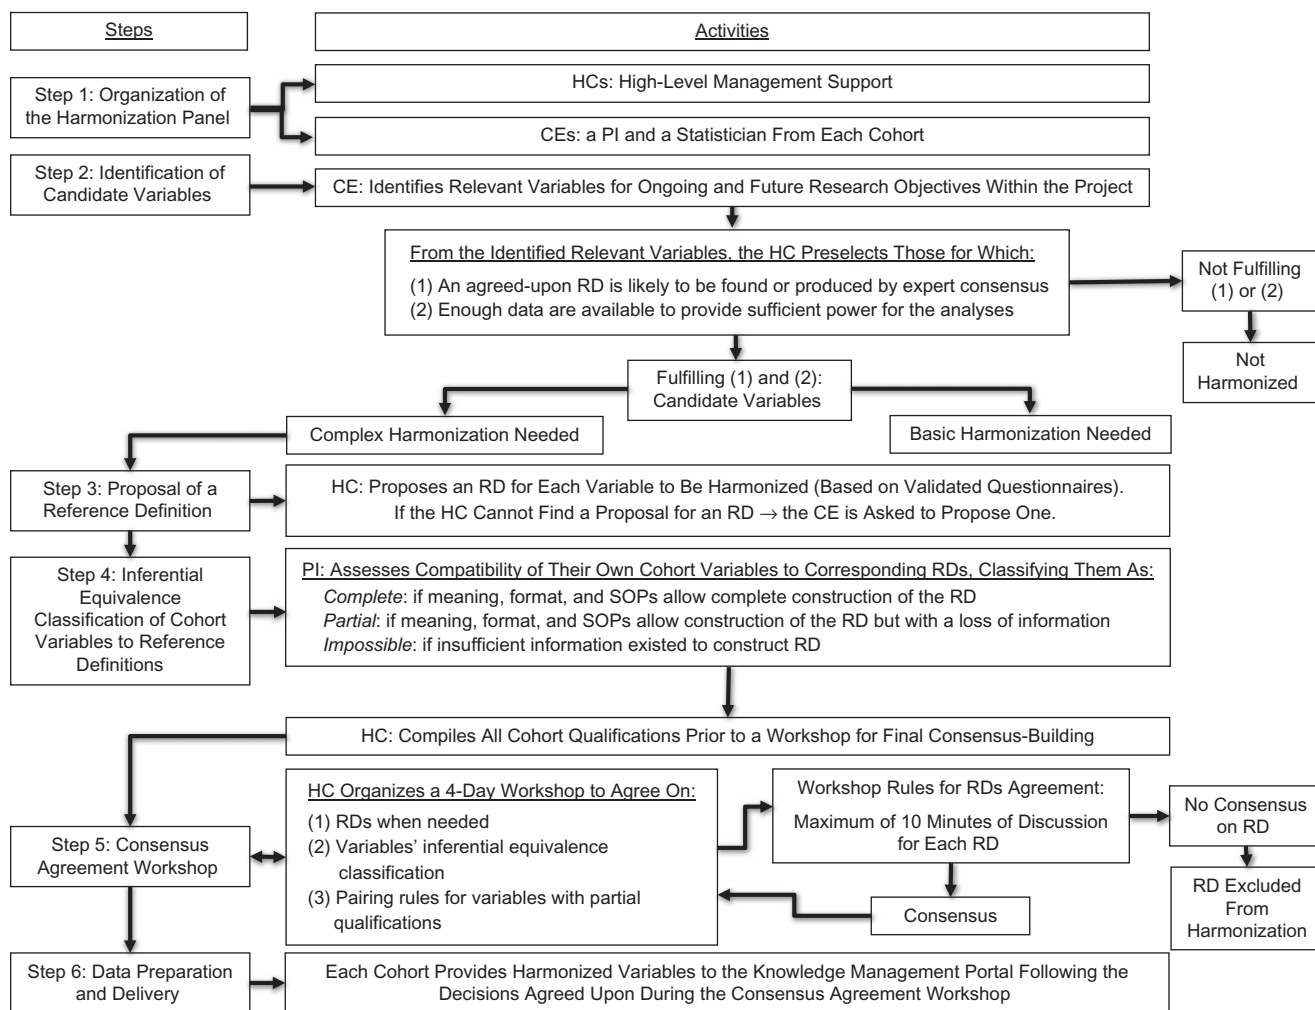 Steps
Activities
Step 1: Organization of
the Harmonization Panel
HCs: High-Level Management Support
CEs: a PI and a Statistician From Each Cohort
Step 2: Identification of
Candidate Variables
CE: Identifies Relevant Variables for Ongoing and Future Research Objectives Within the Project
From the Identified Relevant Variables, the HC Preselects Those for Which:
(1) An agreed-upon RD is likely to be found or produced by expert consensus
(2) Enough data are available to provide sufficient power for the analyses
Not Fulfilling
(1) or (2)
Not
Harmonized
Fulfilling (1) and (2):
Candidate Variables
Complex Harmonization Needed
Basic Harmonization Needed
Step 3: Proposal of a
Reference Definition
HC: Proposes an RD for Each Variable to Be Harmonized (Based on Validated Questionnaires).
If the HC Cannot Find a Proposal for an RD → the CE is Asked to Propose One.
Step 4: Inferential
Equivalence
Classification of Cohort
Variables to Reference
Definitions
PI: Assesses Compatibility of Their Own Cohort Variables to Corresponding RDs, Classifying Them As:
Complete: if meaning, format, and SOPs allow complete construction of the RD
Partial: if meaning, format, and SOPs allow construction of the RD but with a loss of information
Impossible: if insufficient information existed to construct RD
HC: Compiles All Cohort Qualifications Prior to a Workshop for Final Consensus-Building
Step 5: Consensus
Agreement Workshop
HC Organizes a 4-Day Workshop to Agree On:
(1) RDs when needed
(2) Variables' inferential equivalence
classification
(3) Pairing rules for variables with partial
qualifications
Workshop Rules for RDs Agreement:
Maximum of 10 Minutes of Discussion
for Each RD
Consensus
No Consensus
on RD
RD Excluded
From
Harmonization
Step 6: Data Preparation
and Delivery
Each Cohort Provides Harmonized Variables to the Knowledge Management Portal Following the
Decisions Agreed Upon During the Consensus Agreement Workshop